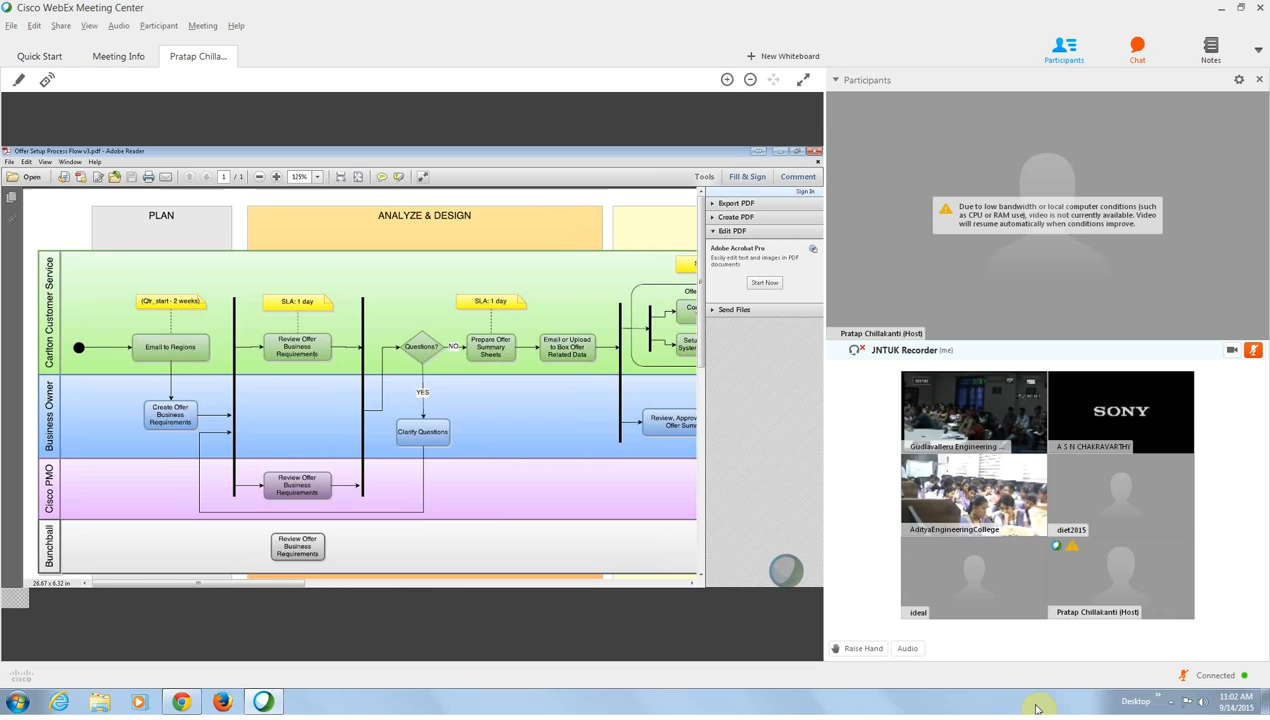 Cisco WebEx Meeting Center
File Edit Share View Audio Participant Meeting Help
Quick Start Meeting Info Pratap Chilla...
New Whiteboard
Participants Chat Notes
Participants
Offer Setup Process Flow v3.pdf - Adobe Reader
File Edit View Window Help
Open 1 / 1 125%
Tools Fill & Sign Comment
Sign In
Export PDF
Create PDF
Edit PDF
Adobe Acrobat Pro
Easily edit text and images in PDF
documents
Start Now
Send Files
PLAN
ANALYZE & DESIGN
Carlton Customer Service
(Qtr_start - 2 weeks)
SLA: 1 day
SLA: 1 day
S
Email to Regions
Review Offer
Business
Requirements
Questions?
NO
Prepare Offer
Summary
Sheets
Email or Upload
to Box Offer
Related Data
Offe
Co
Setu
System
YES
Business Owner
Create Offer
Business
Requirements
Clarify Questions
Review, Approv
Offer Summ
Cisco PMO
Review Offer
Business
Requirements
Bunchball
Review Offer
Business
Requirements
26.67 x 6.32 in
Due to low bandwidth or local computer conditions (such
as CPU or RAM use), video is not currently available. Video
will resume automatically when conditions improve.
Pratap Chillakanti (Host)
JNTUK Recorder (me)
Gudlavalleru Engineering ...
SONY
A S N CHAKRAVARTHY
AdityaEngineeringCollege
diet2015
ideal
Pratap Chillakanti (Host)
Raise Hand Audio
cisco
Connected
Desktop
11:02 AM
9/14/2015